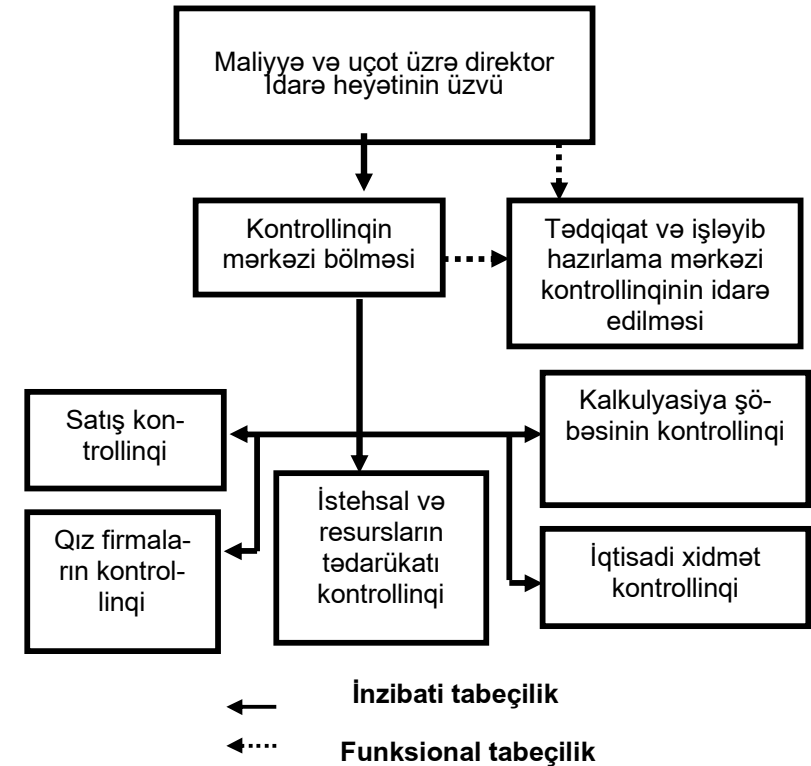 Maliyyə və uçot üzrə direktor
İdarə heyətinin üzvü
Kontrollinqin
mərkəzi bölməsi
Tədqiqat və işləyib
hazırlama mərkəzi
kontrollinqinin idarə
edilməsi
Satış kon-
trollinqi
Kalkulyasiya şö-
bəsinin kontrollinqi
Qız firmala-
rın kontrol-
linqi
İstehsal və
resursların
tədarükatı
kontrollinqi
İqtisadi xidmət
kontrollinqi
İnzibati tabeçilik
Funksional tabeçilik